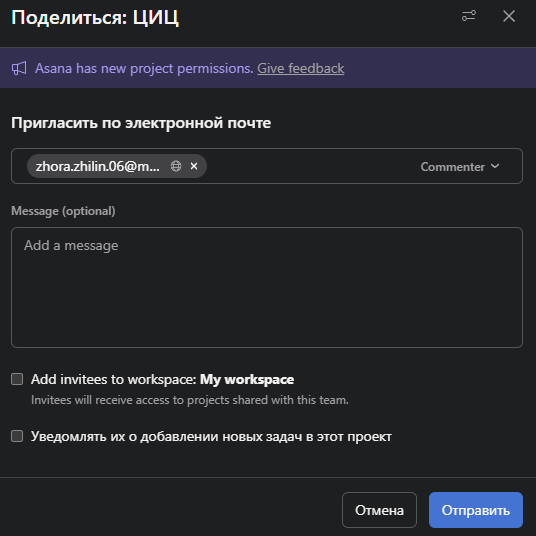 Поделиться: ЦИЦ
Asana has new project permissions. Give feedback
Пригласить по электронной почте
zhora.zhilin.06@m...
Commenter
Message (optional)
Add a message
Add invitees to workspace: My workspace
Invitees will receive access to projects shared with this team.
Уведомлять их о добавлении новых задач в этот проект
Отмена
Отправить